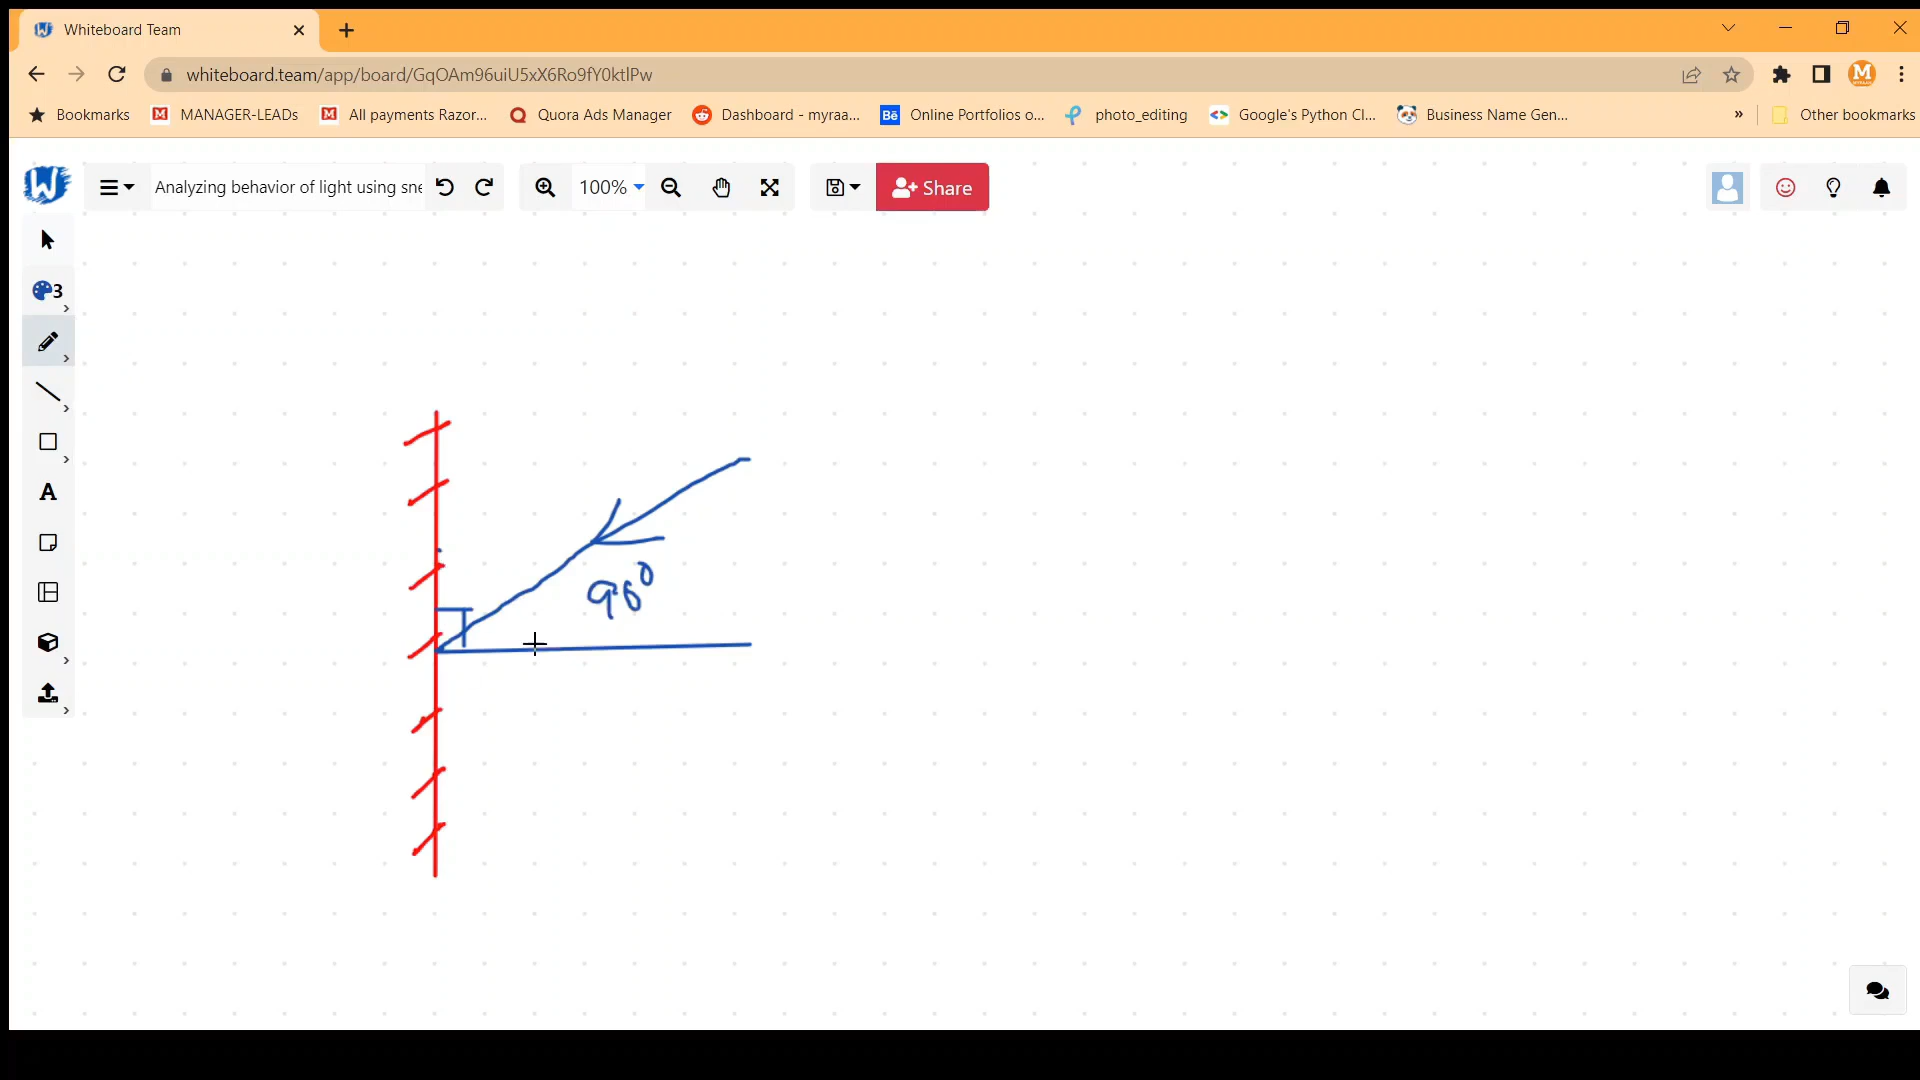 Whiteboard Team
whiteboard.team/app/board/GqOAm96uiU5xX6Ro9fY0ktlPw
Bookmarks MANAGER-LEADs All payments Razor... Quora Ads Manager Dashboard - myraa... Online Portfolios o... photo_editing Google's Python Cl... Business Name Gen... » Other bookmarks
Analyzing behavior of light using sne 100% Share
3
A
90°